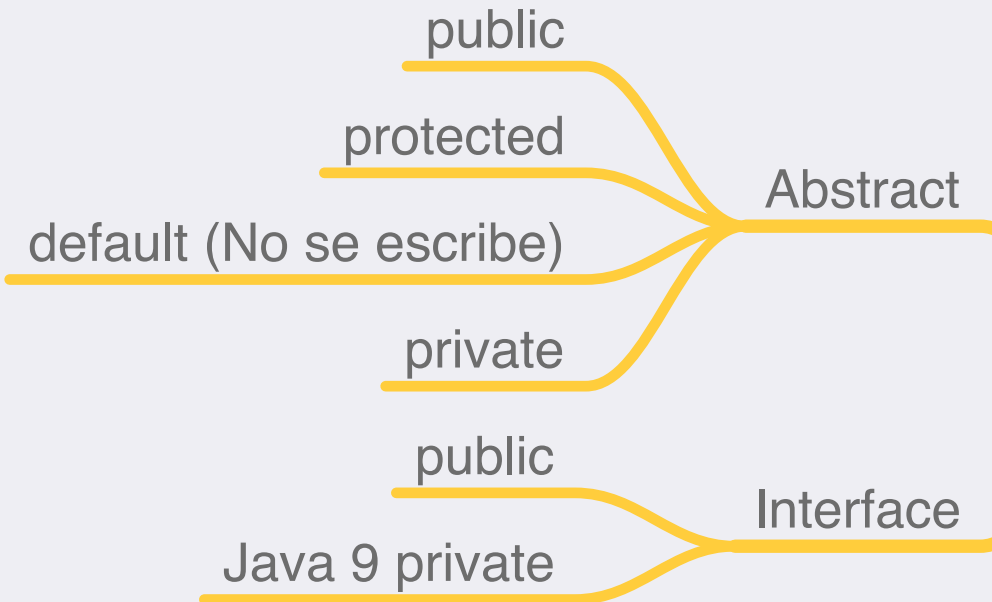 public
protected
Abstract
default (No se escribe)
private
public
Interface
Java 9 private